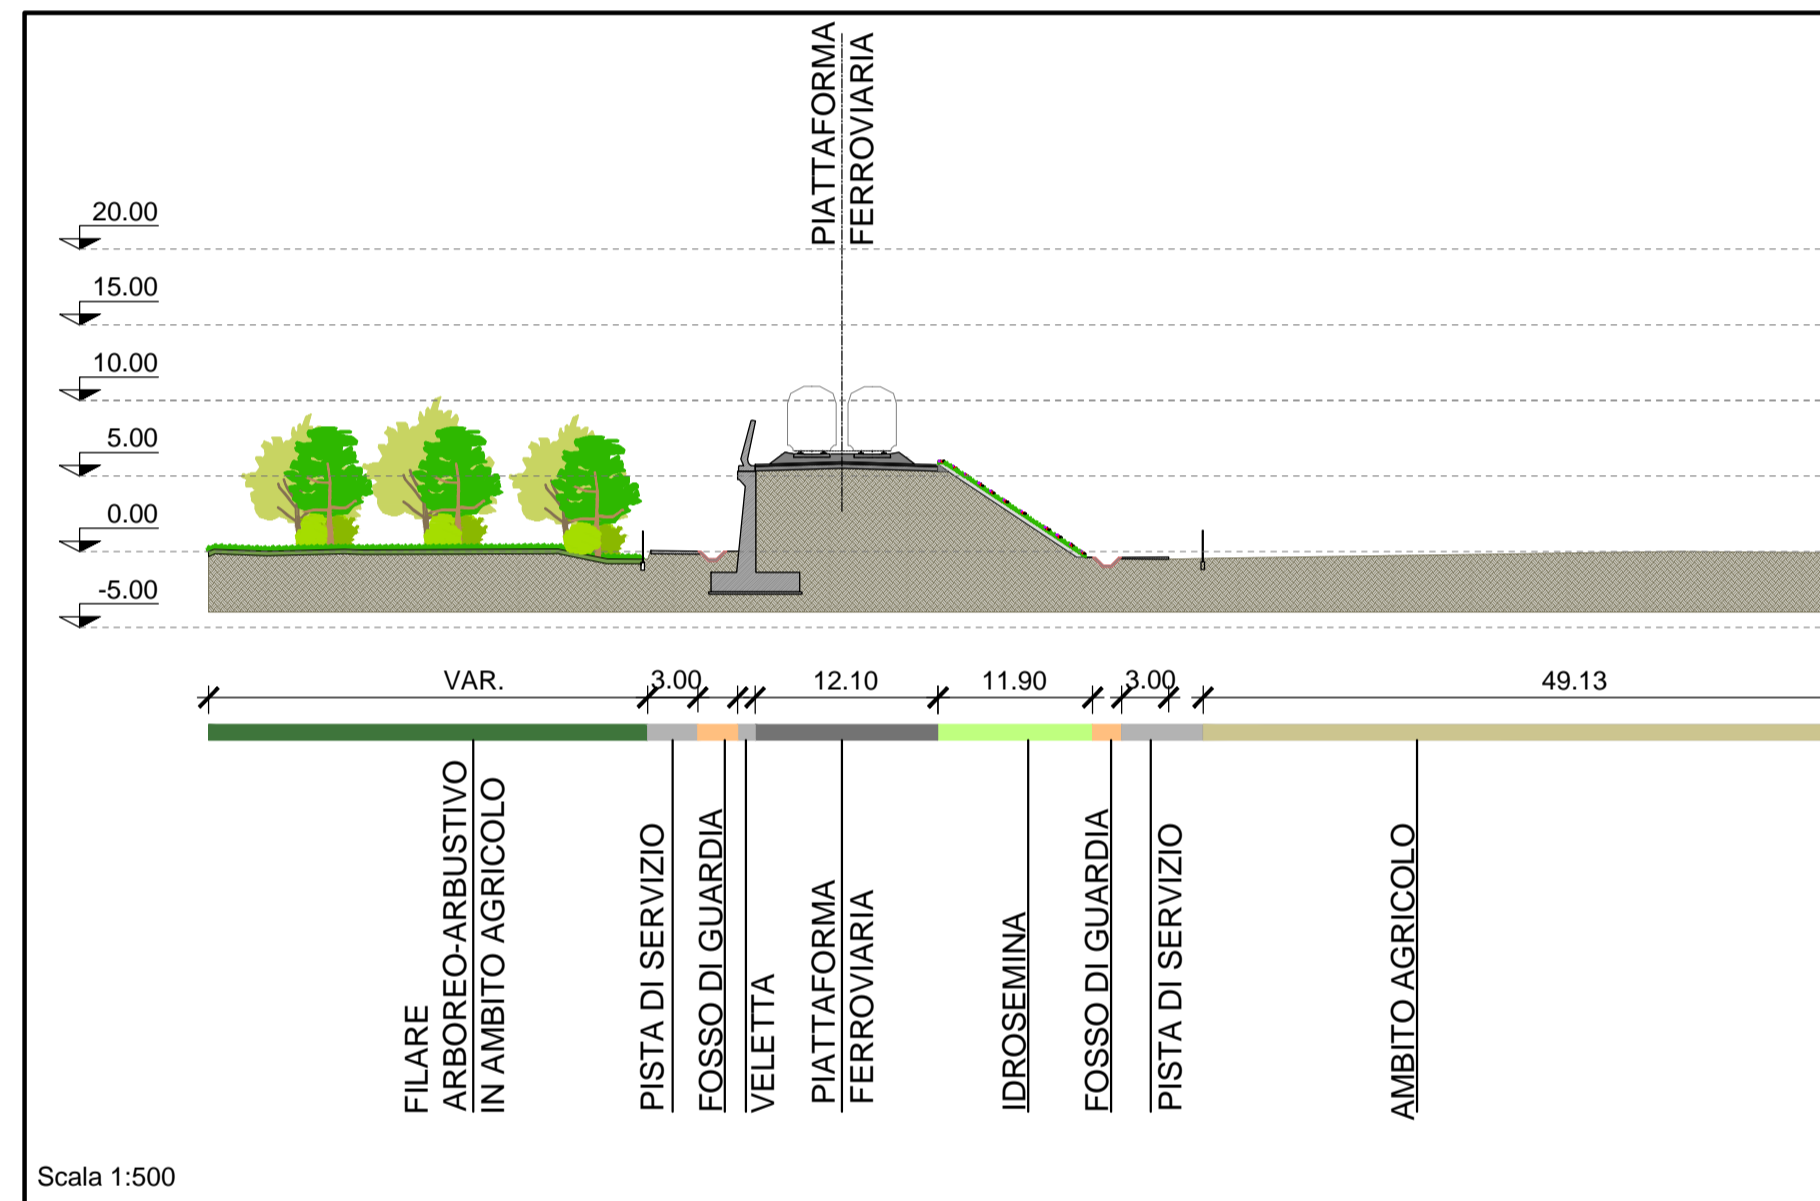 PIATTAFORMA
FERROVIARIA
20.00
15.00
10.00
5.00
0.00
-5.00
VAR.
3.00
12.10
11.90
3.00
49.13
FILARE
ARBOREO-ARBUSTIVO
IN AMBITO AGRICOLO
PISTA DI SERVIZIO
FOSSO DI GUARDIA
VELETTA
PIATTAFORMA
FERROVIARIA
IDROSEMINA
FOSSO DI GUARDIA
PISTA DI SERVIZIO
AMBITO AGRICOLO
Scala 1:500